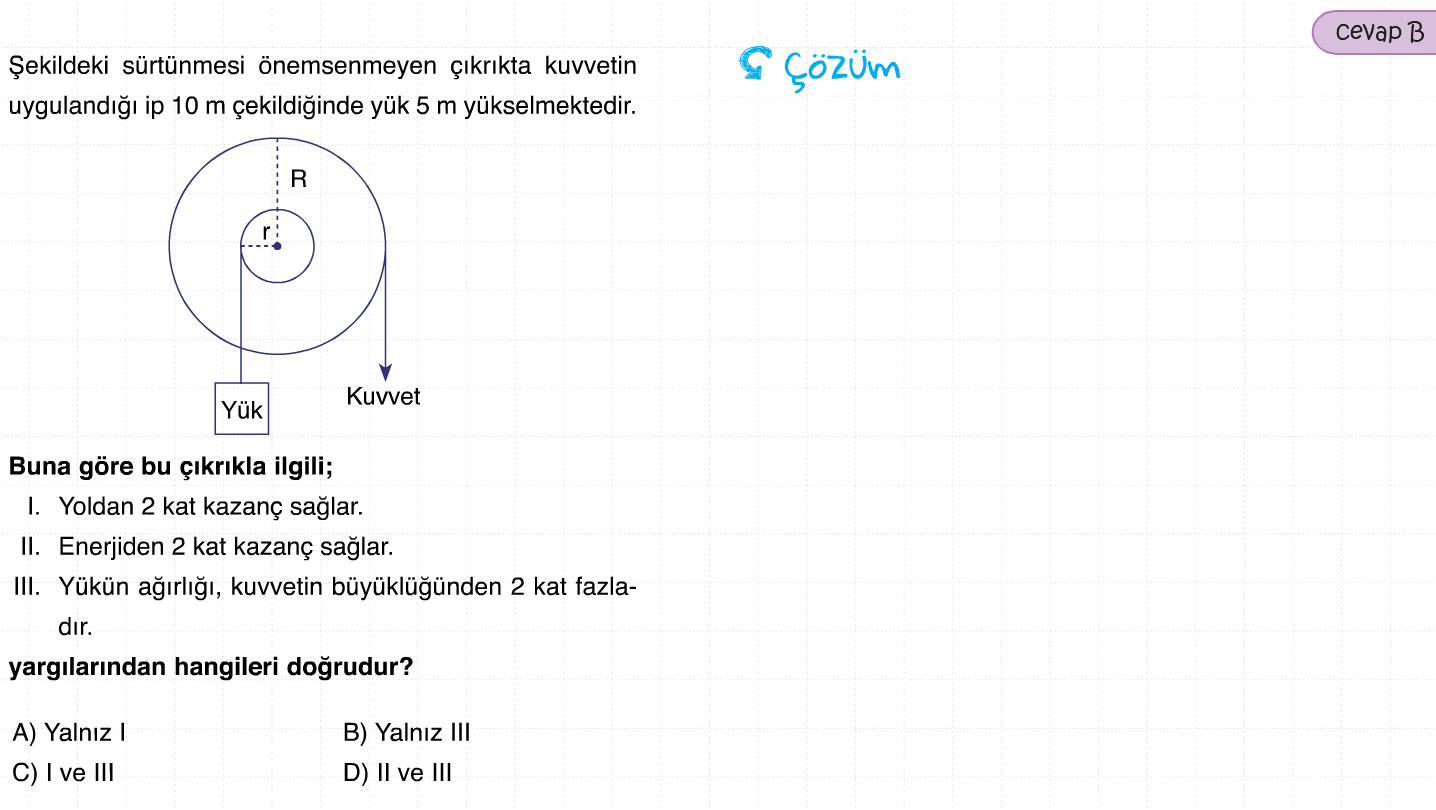 cevap B
Şekildeki sürtünmesi önemsenmeyen çıkrıkta kuvvetin
uygulandığı ip 10 m çekildiğinde yük 5 m yükselmektedir.
R
r
Yük
Kuvvet
Buna göre bu çıkrıkla ilgili;
I. Yoldan 2 kat kazanç sağlar.
II. Enerjiden 2 kat kazanç sağlar.
III. Yükün ağırlığı, kuvvetin büyüklüğünden 2 kat fazla-
dır.
yargılarından hangileri doğrudur?
A) Yalnız I B) Yalnız III
C) I ve III D) II ve III
Çözüm